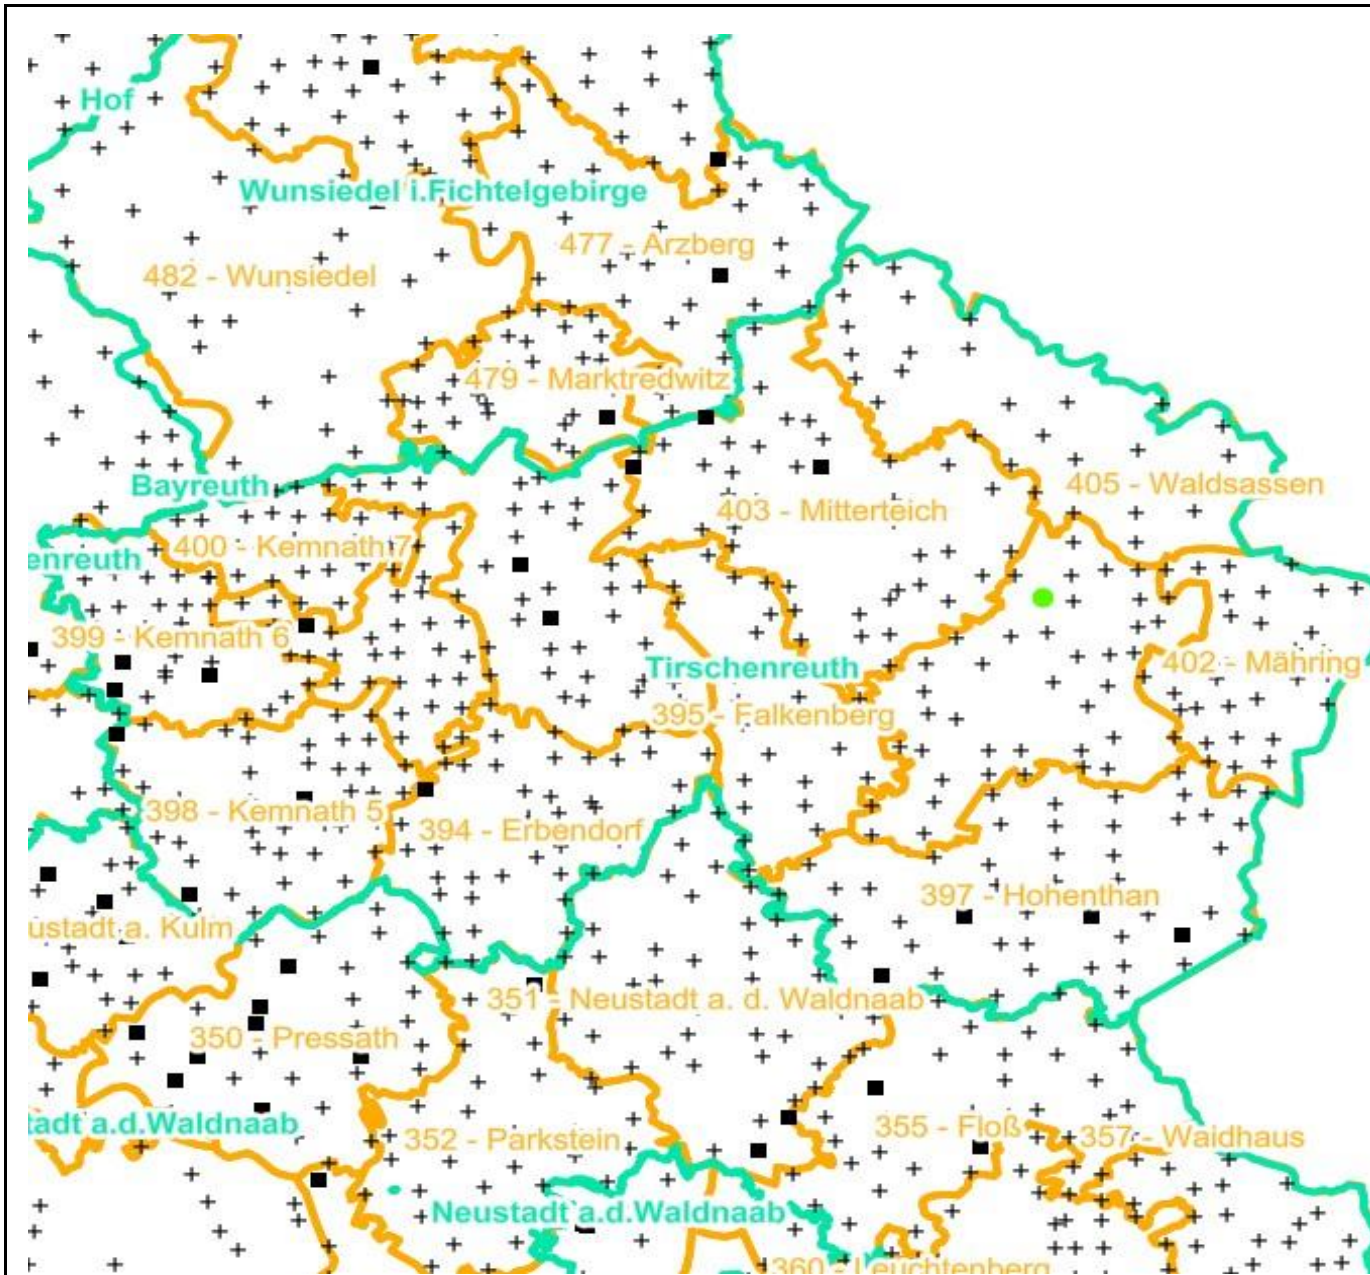 Hof
Wunsiedel i.Fichtelgebirge
477 - Arzberg
482 - Wunsiedel
479 - Marktredwitz
Bayreuth
405 - Waldsassen
403 - Mitterteich
400 - Kemnath 7
enreuth
399 - Kemnath 6
Tirschenreuth
402 - Mähring
395 - Falkenberg
398 - Kemnath 5
394 - Erbendorf
397 - Hohenthan
ustadt a. Kulm
351 - Neustadt a. d. Waldnaab
350 - Pressath
tadt a.d.Waldnaab
352 - Parkstein
355 - Floß
357 - Waidhaus
Neustadt a.d.Waldnaab
360 - Leuchtenberg